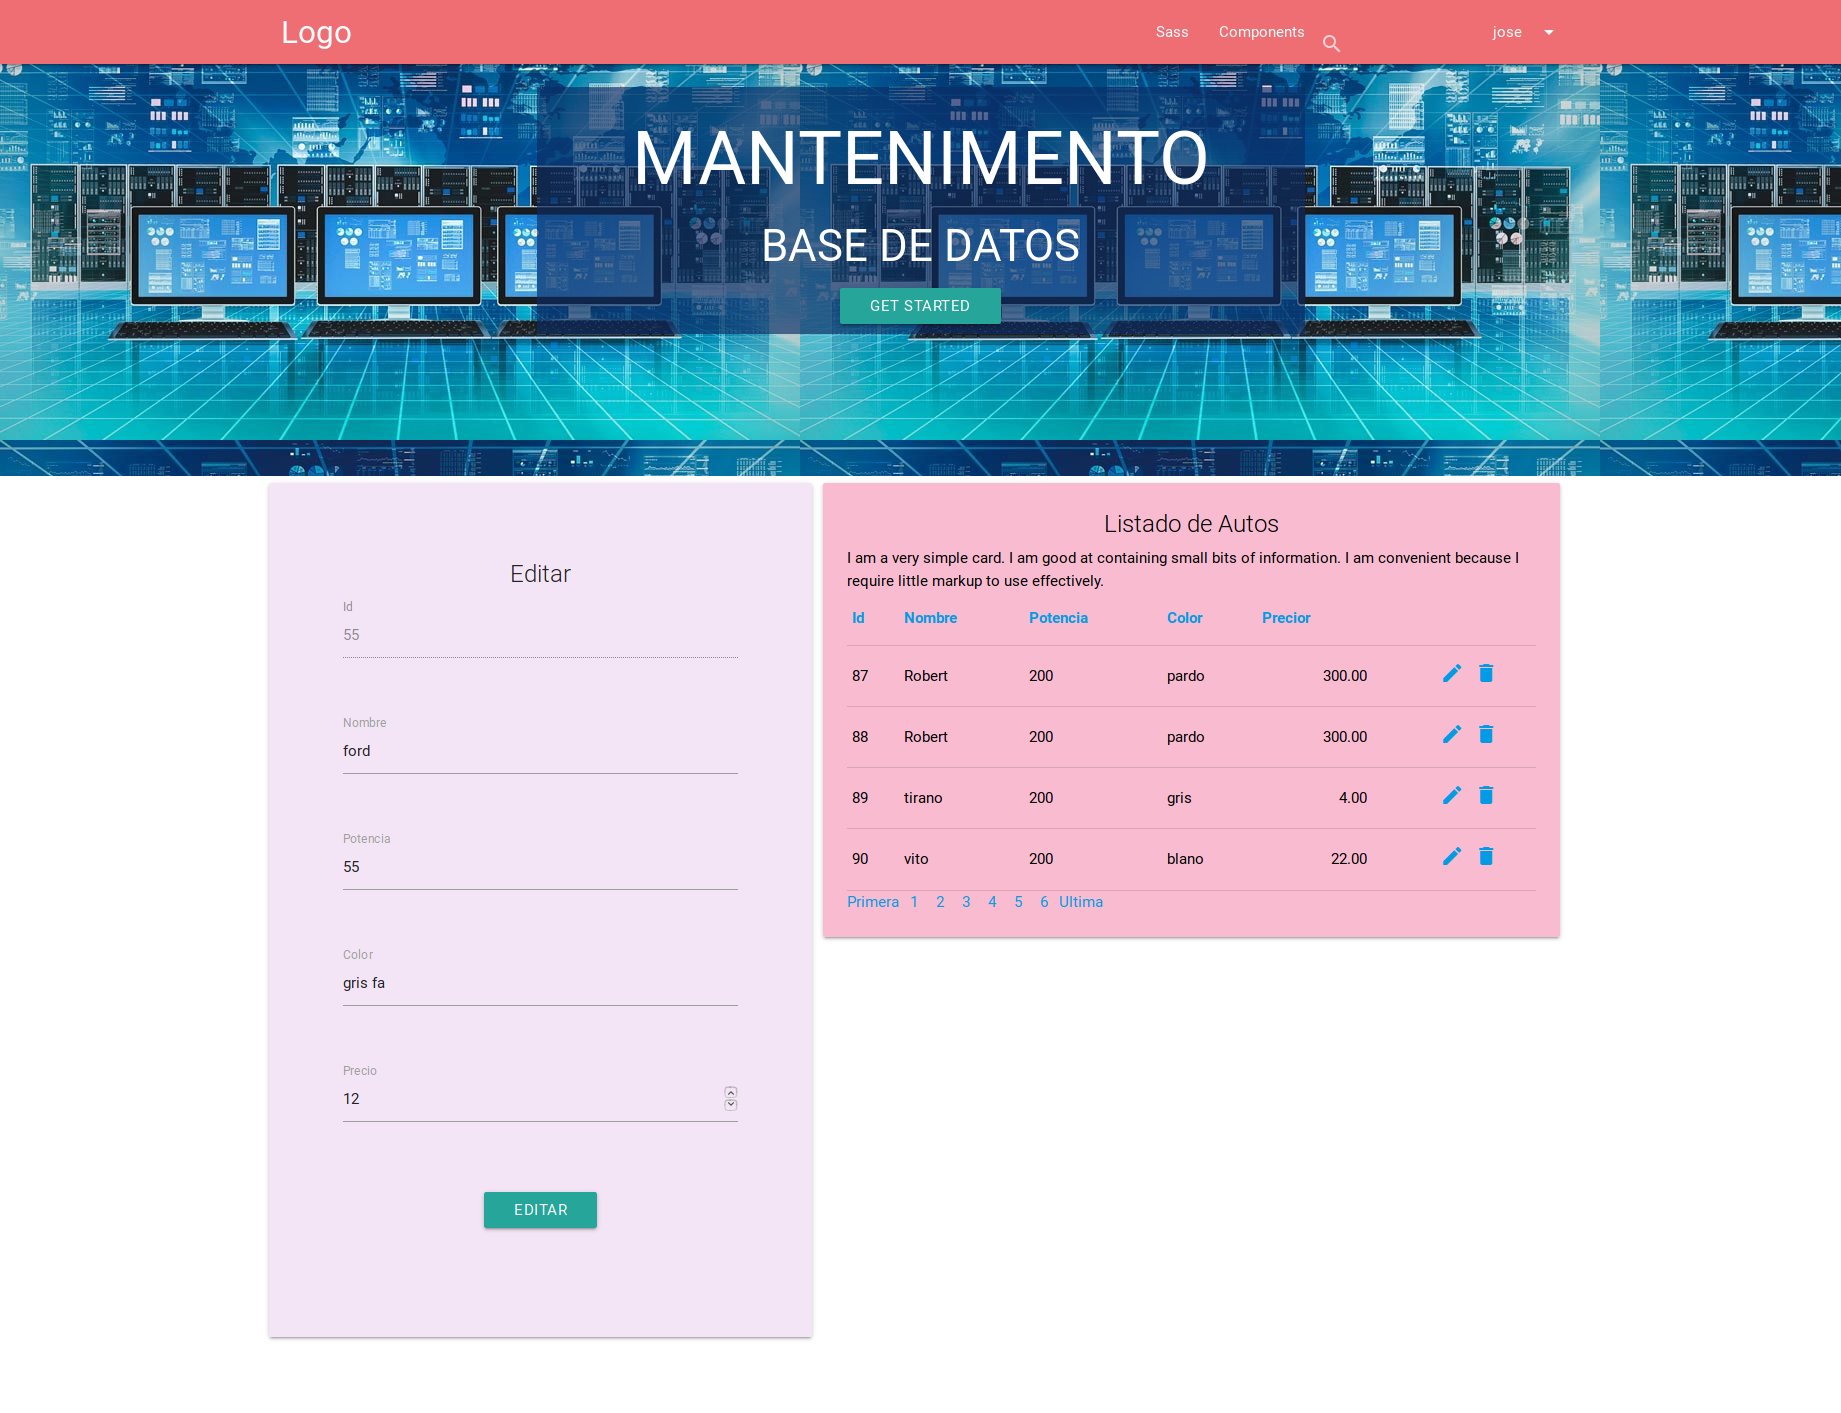 Logo
Sass Components jose
MANTENIMENTO
BASE DE DATOS
GET STARTED
Editar
Id
55
Nombre
ford
Potencia
55
Color
gris fa
Precio
12
EDITAR
Listado de Autos
I am a very simple card. I am good at containing small bits of information. I am convenient because I
require little markup to use effectively.
Id Nombre Potencia Color Precior
87 Robert 200 pardo 300.00
88 Robert 200 pardo 300.00
89 tirano 200 gris 4.00
90 vito 200 blano 22.00
Primera 1 2 3 4 5 6 Ultima